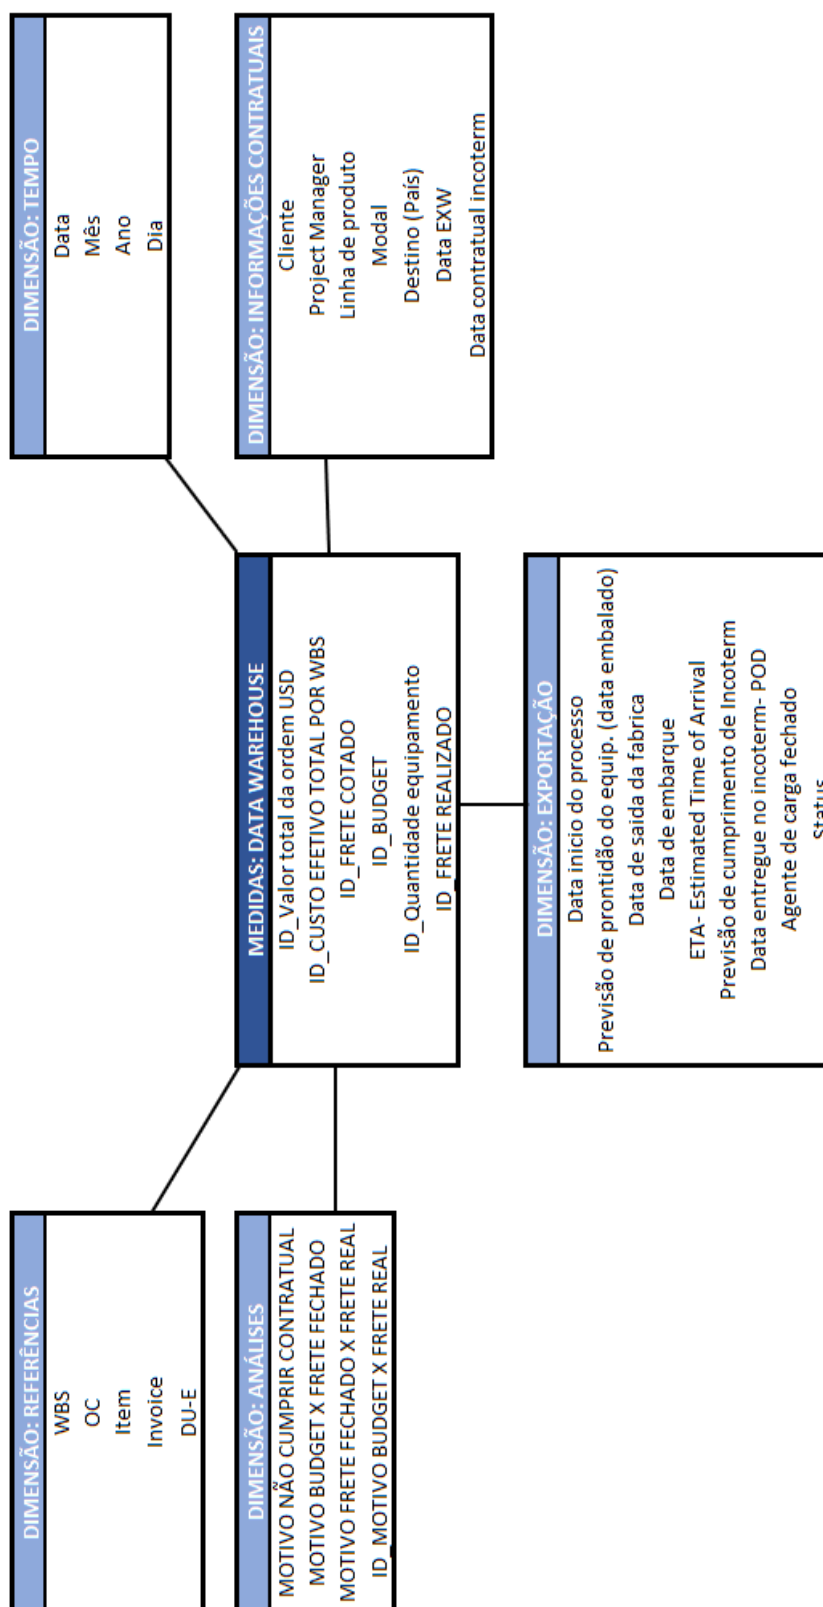 DIMENSÃO: REFERÊNCIAS
WBS
OC
Item
Invoice
DU-E
DIMENSÃO: TEMPO
Data
Mês
Ano
Dia
DIMENSÃO: ANÁLISES
MOTIVO NÃO CUMPRIR CONTRATUAL
MOTIVO BUDGET X FRETE FECHADO
MOTIVO FRETE FECHADO X FRETE REAL
ID_MOTIVO BUDGET X FRETE REAL
MEDIDAS: DATA WAREHOUSE
ID_Valor total da ordem USD
ID_CUSTO EFETIVO TOTAL POR WBS
ID_FRETE COTADO
ID_BUDGET
ID_Quantidade equipamento
ID_FRETE REALIZADO
DIMENSÃO: INFORMAÇÕES CONTRATUAIS
Cliente
Project Manager
Linha de produto
Modal
Destino (País)
Data EXW
Data contratual incoterm
DIMENSÃO: EXPORTAÇÃO
Data inicio do processo
Previsão de prontidão do equip. (data embalado)
Data de saida da fabrica
Data de embarque
ETA- Estimated Time of Arrival
Previsão de cumprimento de Incoterm
Data entregue no incoterm- POD
Agente de carga fechado
Status